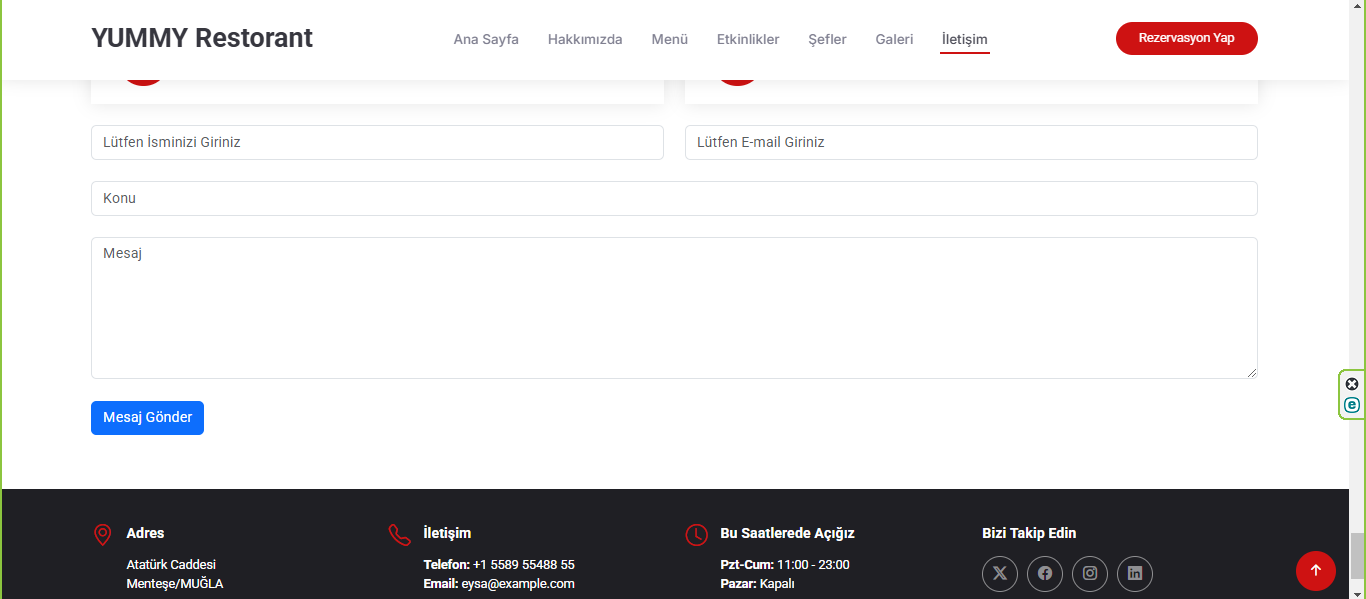 YUMMY Restorant
Ana Sayfa Hakkımızda Menü Etkinlikler Şefler Galeri İletişim
Rezervasyon Yap
Lütfen İsminizi Giriniz
Lütfen E-mail Giriniz
Konu
Mesaj
Mesaj Gönder
Adres
Atatürk Caddesi
Menteşe/MUĞLA
İletişim
Telefon: +1 5589 55488 55
Email: eysa@example.com
Bu Saatlerede Açığız
Pzt-Cum: 11:00 - 23:00
Pazar: Kapalı
Bizi Takip Edin